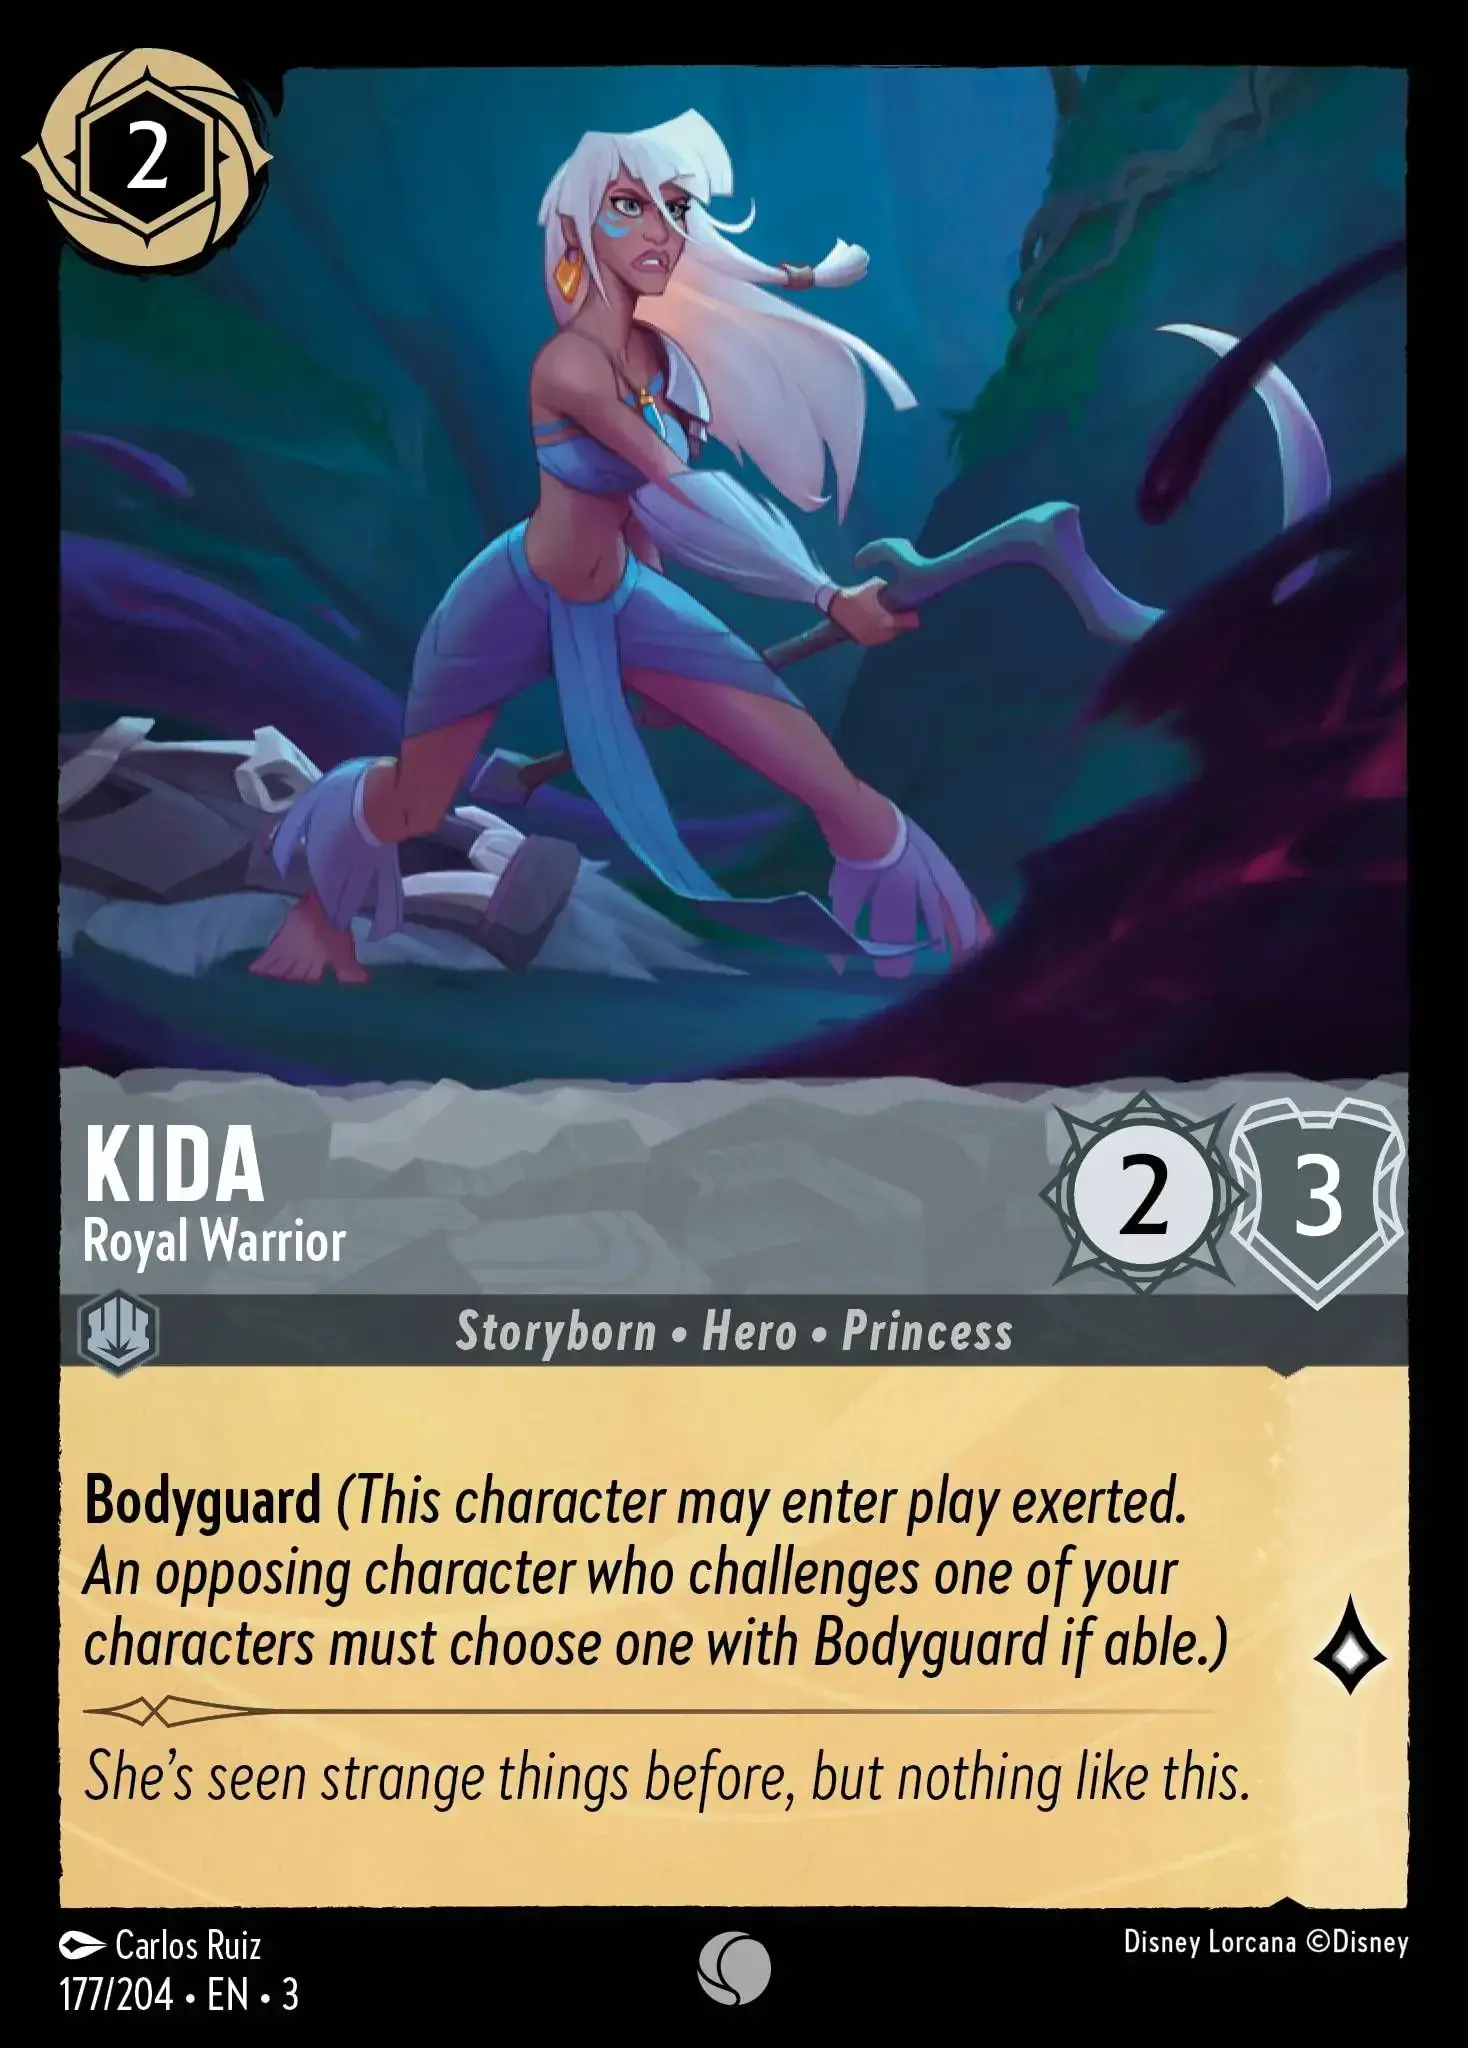 2
KIDA
Royal Warrior
2
3
Storyborn • Hero • Princess
Bodyguard (This character may enter play exerted.
An opposing character who challenges one of your
characters must choose one with Bodyguard if able.)
She’s seen strange things before, but nothing like this.
Carlos Ruiz
177/204 • EN • 3
Disney Lorcana ©Disney